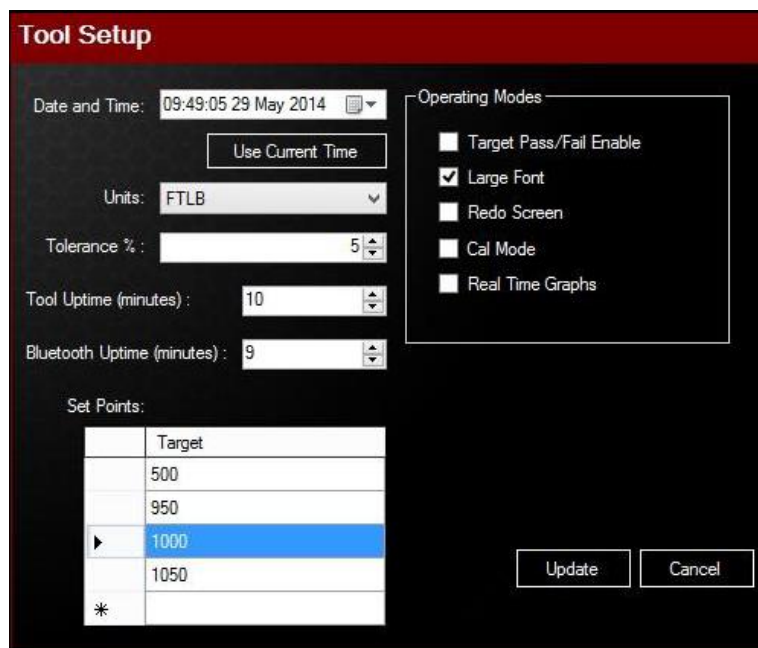 Tool Setup
Date and Time: 09:49:05 29 May 2014
Use Current Time
Units: FTLB
Tolerance % : 5
Tool Uptime (minutes) : 10
Bluetooth Uptime (minutes) : 9
Set Points:
Target
500
950
1000
1050
*
Operating Modes
Target Pass/Fail Enable
Large Font
Redo Screen
Cal Mode
Real Time Graphs
Update
Cancel